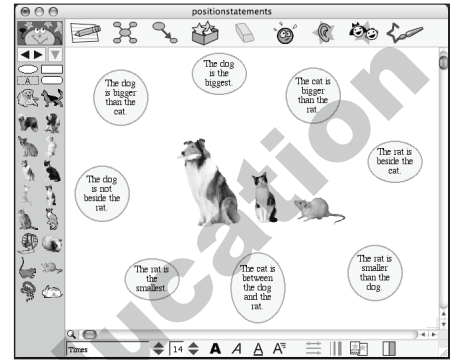 positionstatements
The dog
is the
biggest.
The dog
is bigger
than the
cat.
The cat is
bigger
than the
rat.
The rat is
beside the
cat.
The dog
is not
beside the
rat.
The rat is
the
smallest.
The cat is
between
the dog
and the
rat.
The rat is
smaller
than the
dog.
A
Times
14
A
A
A
A
ucation